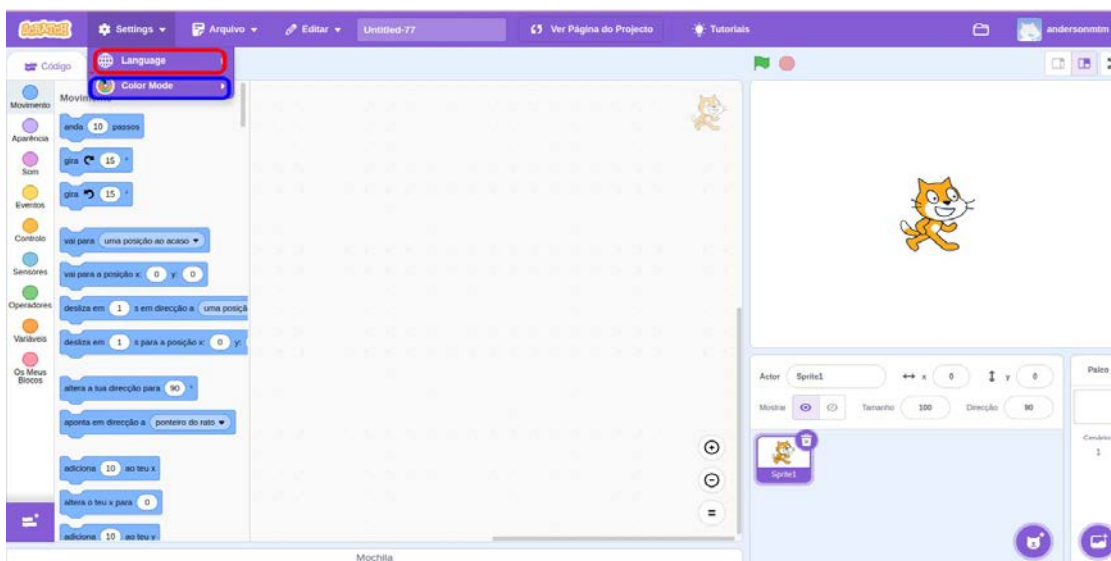 SCRATCH Settings Arquivo Editar Untitled-77 Ver Página do Projecto Tutoriais andersonmtm
Código Language
Color Mode
Movimento
Aparência
Som
Eventos
Controlo
Sensores
Operadores
Variáveis
Os Meus Blocos
anda 10 passos
gira 15 °
gira 15 °
vai para uma posição ao acaso
vai para a posição x: 0 y: 0
desliza em 1 s em direcção a uma posiçã
desliza em 1 s para a posição x: 0 y:
altera a tua direcção para 90 °
aponta em direcção a ponteiro do rato
adiciona 10 ao teu x
altera o teu x para 0
adiciona 10 ao teu y
Actor Sprite1 x 0 y 0
Mostrar Tamanho 100 Direcção 90
Sprite1
Palco
Cenários
1
Mochila